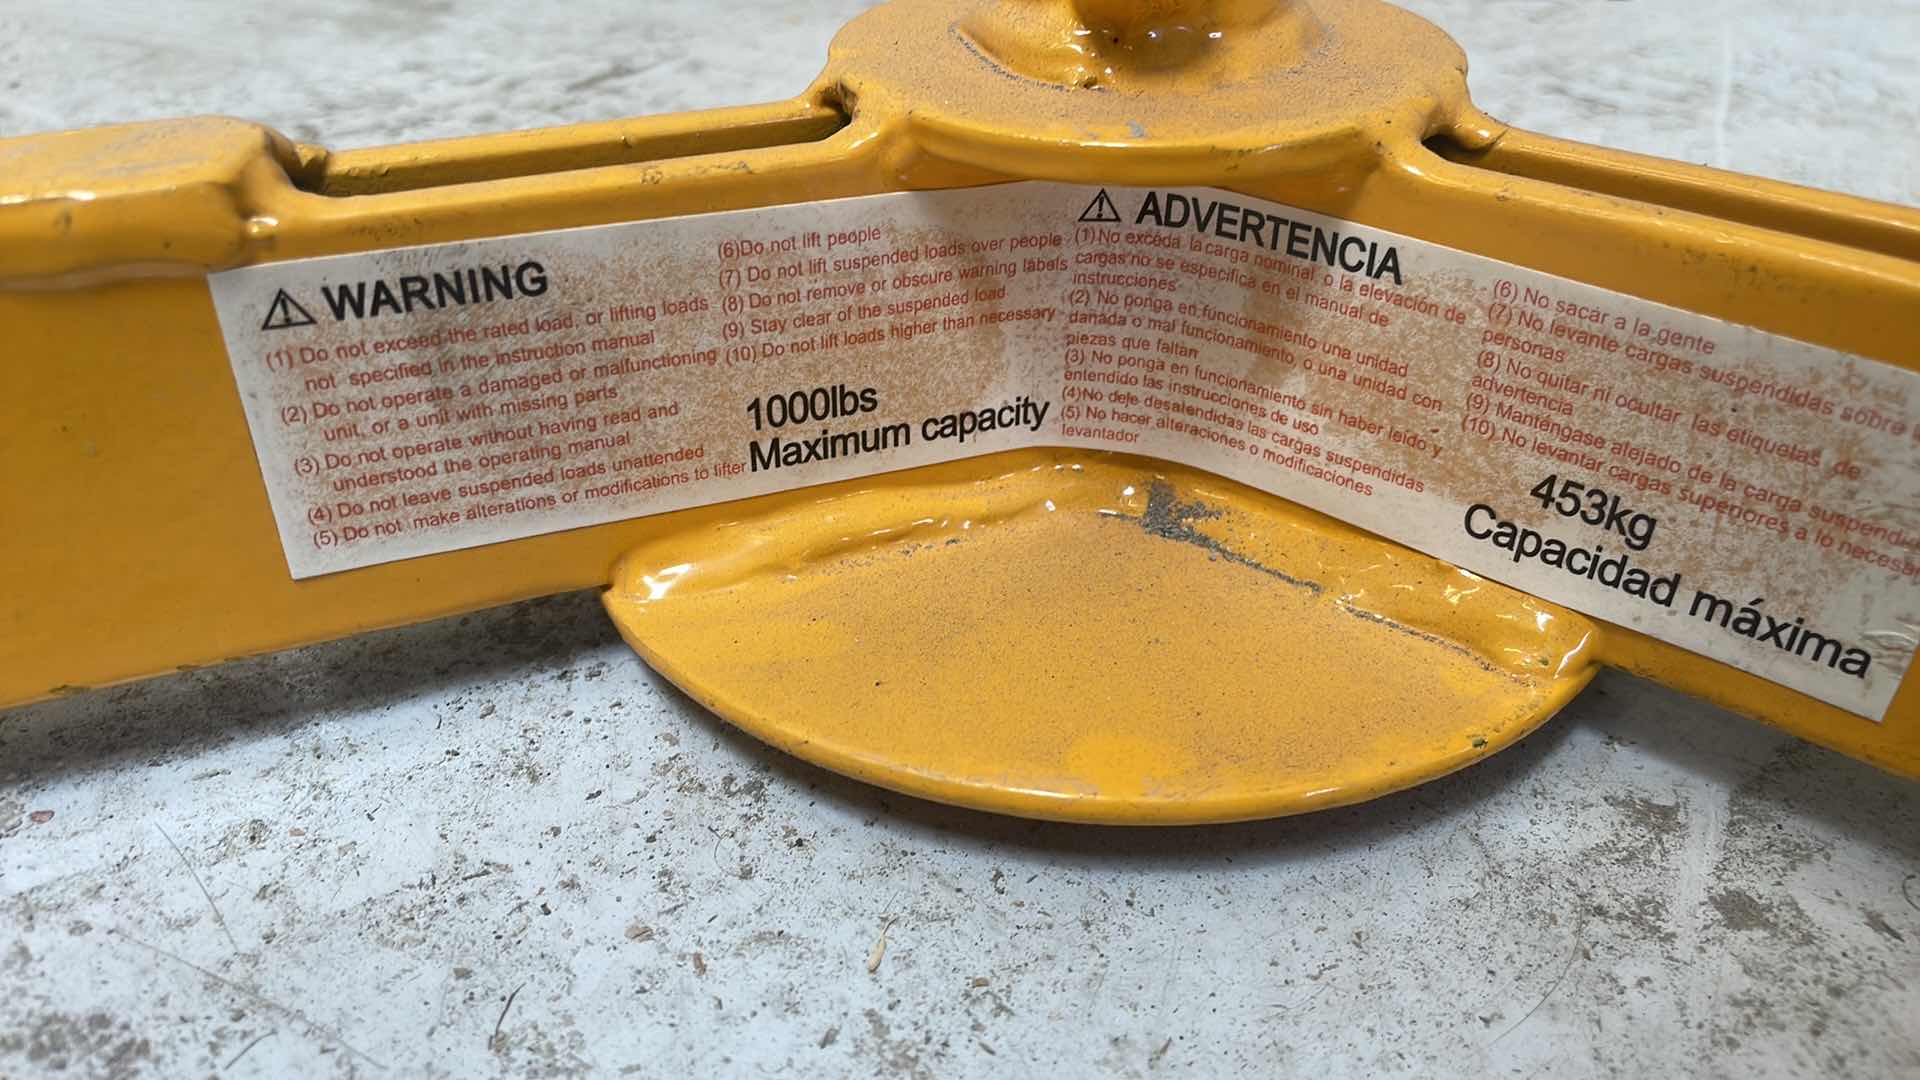 WARNING
(1) Do not exceed the rated load, or lifting loads
not specified in the instruction manual
(2) Do not operate a damaged or malfunctioning
unit, or a unit with missing parts
(3) Do not operate without having read and
understood the operating manual
(4) Do not leave suspended loads unattended
(5) Do not make alterations or modifications to lifter
(6)Do not lift people
(7) Do not lift suspended loads over people
(8) Do not remove or obscure warning labels
(9) Stay clear of the suspended load
(10) Do not lift loads higher than necessary
1000lbs
Maximum capacity
ADVERTENCIA
(1)No exceda la carga nominal, o la elevación de
cargas no se especifica en el manual de
instrucciones
(2) No ponga en funcionamiento una unidad
danada o mal funcionamiento, o una unidad con
piezas que faltan
(3) No ponga en funcionamiento sin haber leido y
entendido las instrucciones de uso
(4)No deje desalendidas las cargas suspendidas
(5) No hacer alteraciones o modificaciones
levantador
(6) No sacar a la gente
(7) No levante cargas suspendidas sobre
personas
(8) No quitar ni ocultar las etiquetas de
advertencia
(9) Manténgase alejado de la carga suspendi
(10) No levantar cargas superiores a lo necesar
453kg
Capacidad máxima